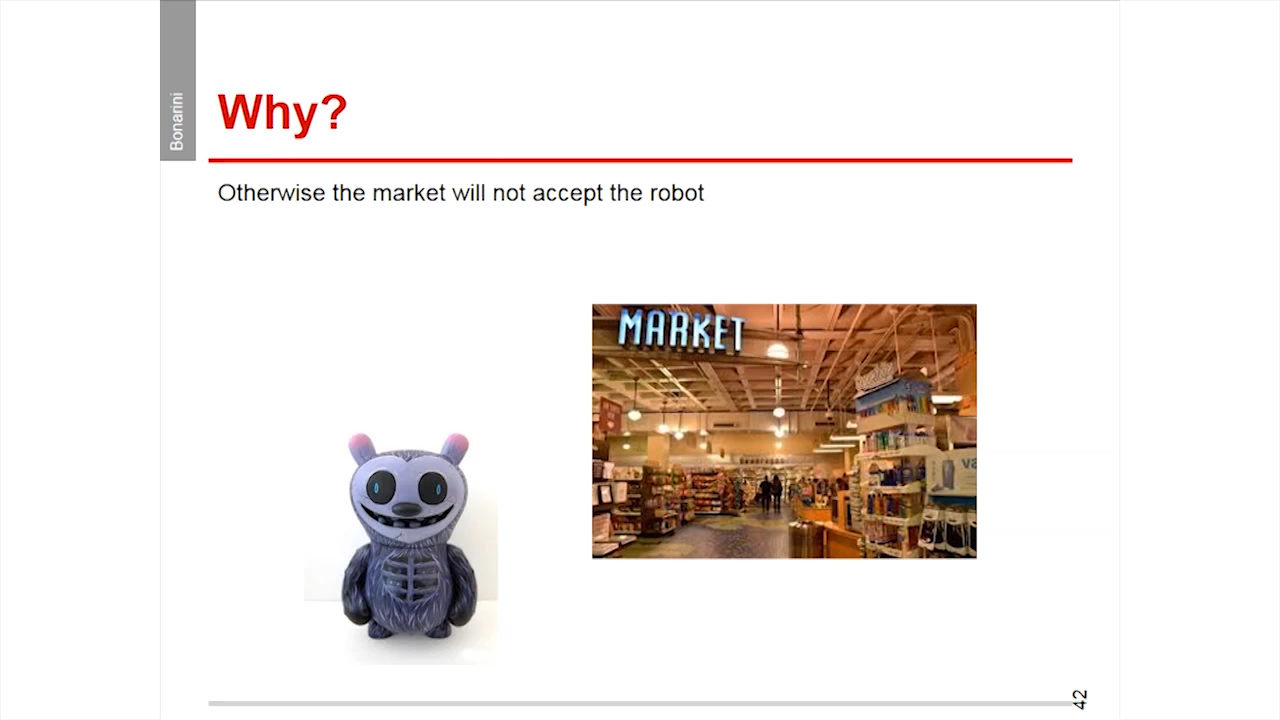 Bonarini
Why?
Otherwise the market will not accept the robot
MARKET
42